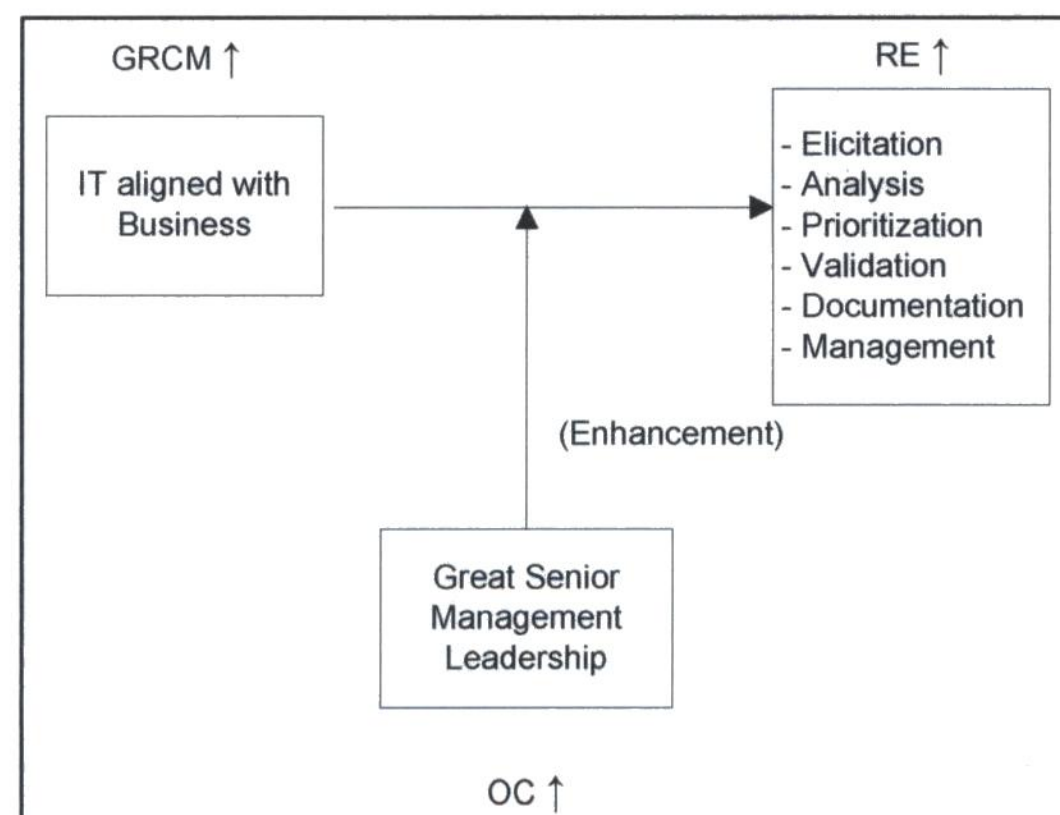 GRCM ↑
RE ↑
IT aligned with
Business
- Elicitation
- Analysis
- Prioritization
- Validation
- Documentation
- Management
(Enhancement)
Great Senior
Management
Leadership
OC ↑